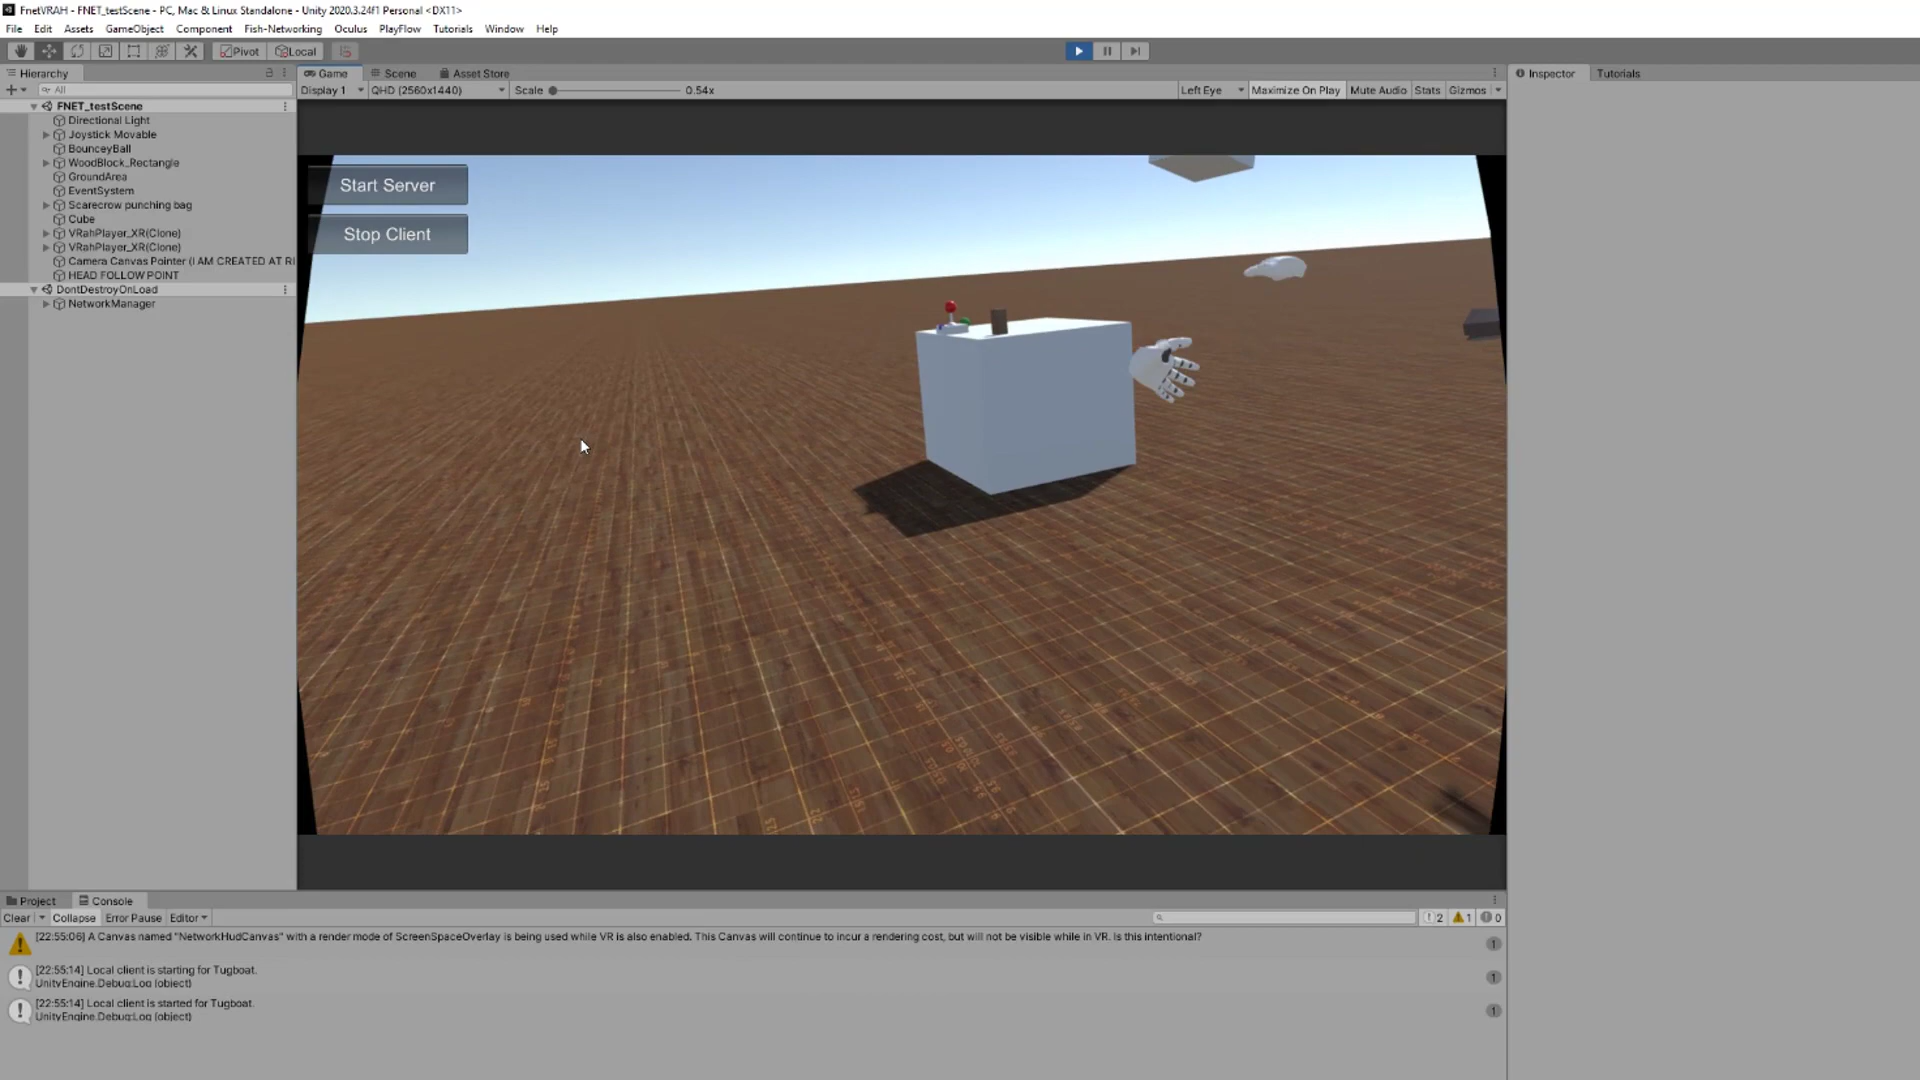 FnetVRAH - FNET_testScene - PC, Mac & Linux Standalone - Unity 2020.3.24f1 Personal <DX11>
File Edit Assets GameObject Component Fish-Networking Oculus PlayFlow Tutorials Window Help
Pivot Local
Hierarchy
Game Scene Asset Store
Inspector Tutorials
All
Display 1 QHD (2560x1440) Scale 0.54x Left Eye Maximize On Play Mute Audio Stats Gizmos
FNET_testScene
Directional Light
Joystick Movable
BounceyBall
WoodBlock_Rectangle
GroundArea
EventSystem
Scarecrow punching bag
Cube
VRahPlayer_XR(Clone)
VRahPlayer_XR(Clone)
Camera Canvas Pointer (I AM CREATED AT RI
HEAD FOLLOW POINT
DontDestroyOnLoad
NetworkManager
Start Server
Stop Client
Project Console
Clear Collapse Error Pause Editor 2 1 0
[22:55:06] A Canvas named "NetworkHudCanvas" with a render mode of ScreenSpaceOverlay is being used while VR is also enabled. This Canvas will continue to incur a rendering cost, but will not be visible while in VR. Is this intentional?
1
[22:55:14] Local client is starting for Tugboat.
UnityEngine.Debug:Log (object)
1
[22:55:14] Local client is started for Tugboat.
UnityEngine.Debug:Log (object)
1